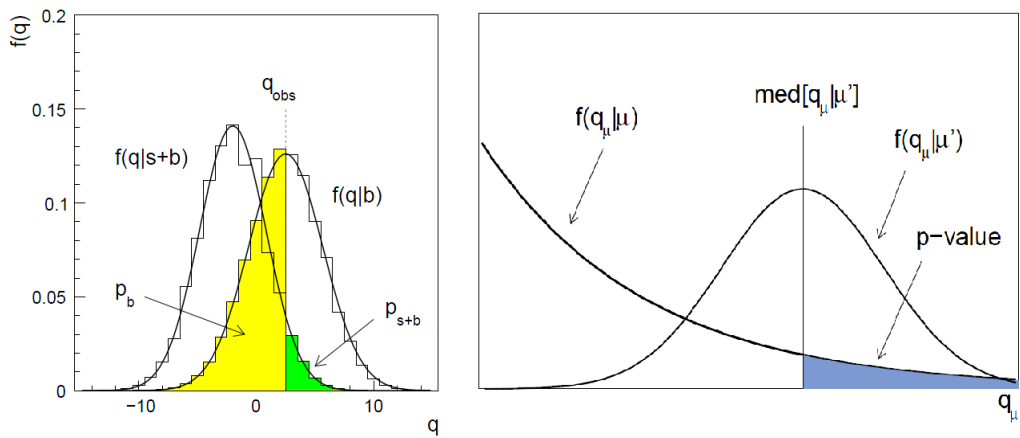 f(q)
0.2
0.15
0.1
0.05
0
−10
0
10
q
q_obs
f(q|s+b)
f(q|b)
p_b
p_s+b
med[q_μ|μ']
f(q_μ|μ)
f(q_μ|μ')
p−value
q_μ